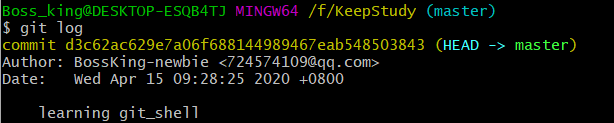 Boss_king@DESKTOP-ESQB4TJ MINGW64 /f/KeepStudy (master)
$ git log
commit d3c62ac629e7a06f688144989467eab548503843 (HEAD -> master)
Author: BossKing-newbie <724574109@qq.com>
Date:   Wed Apr 15 09:28:25 2020 +0800
    learning git_shell